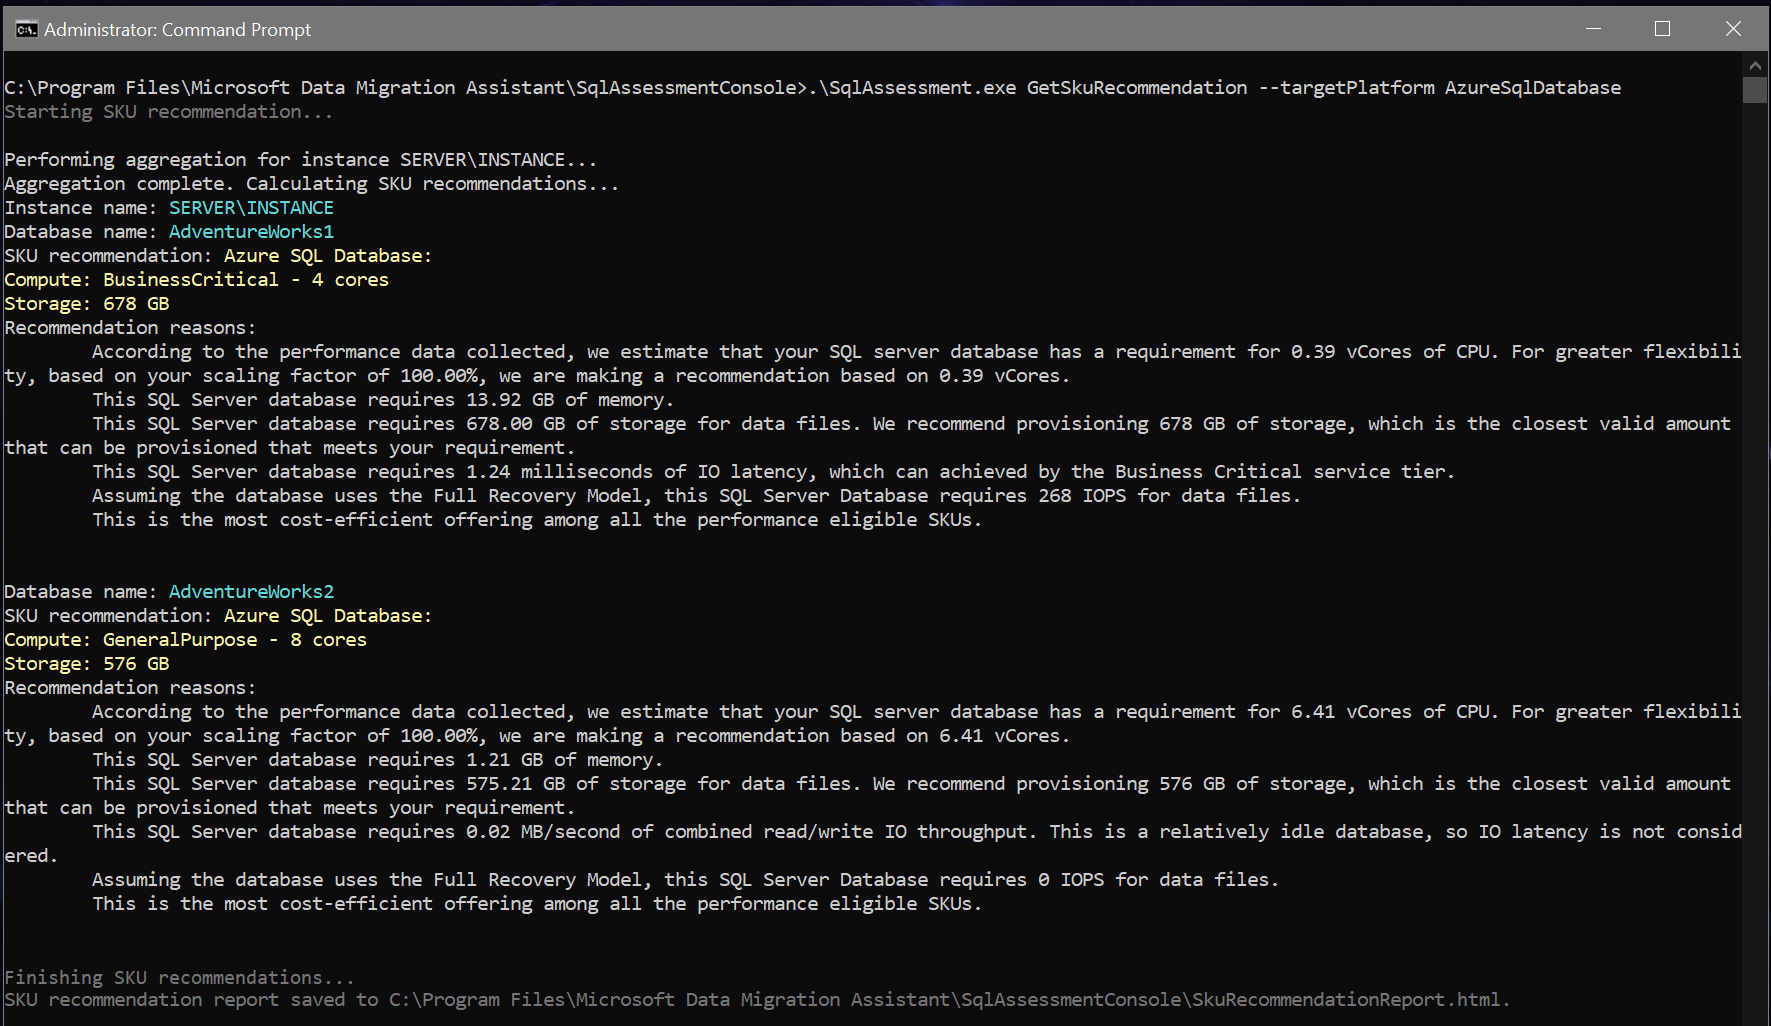 Administrator: Command Prompt
C:\Program Files\Microsoft Data Migration Assistant\SqlAssessmentConsole>.\SqlAssessment.exe GetSkuRecommendation --targetPlatform AzureSqlDatabase
Starting SKU recommendation...
Performing aggregation for instance SERVER\INSTANCE...
Aggregation complete. Calculating SKU recommendations...
Instance name: SERVER\INSTANCE
Database name: AdventureWorks1
SKU recommendation: Azure SQL Database:
Compute: BusinessCritical - 4 cores
Storage: 678 GB
Recommendation reasons:
According to the performance data collected, we estimate that your SQL server database has a requirement for 0.39 vCores of CPU. For greater flexibili
ty, based on your scaling factor of 100.00%, we are making a recommendation based on 0.39 vCores.
This SQL Server database requires 13.92 GB of memory.
This SQL Server database requires 678.00 GB of storage for data files. We recommend provisioning 678 GB of storage, which is the closest valid amount
that can be provisioned that meets your requirement.
This SQL Server database requires 1.24 milliseconds of IO latency, which can achieved by the Business Critical service tier.
Assuming the database uses the Full Recovery Model, this SQL Server Database requires 268 IOPS for data files.
This is the most cost-efficient offering among all the performance eligible SKUs.
Database name: AdventureWorks2
SKU recommendation: Azure SQL Database:
Compute: GeneralPurpose - 8 cores
Storage: 576 GB
Recommendation reasons:
According to the performance data collected, we estimate that your SQL server database has a requirement for 6.41 vCores of CPU. For greater flexibili
ty, based on your scaling factor of 100.00%, we are making a recommendation based on 6.41 vCores.
This SQL Server database requires 1.21 GB of memory.
This SQL Server database requires 575.21 GB of storage for data files. We recommend provisioning 576 GB of storage, which is the closest valid amount
that can be provisioned that meets your requirement.
This SQL Server database requires 0.02 MB/second of combined read/write IO throughput. This is a relatively idle database, so IO latency is not consid
ered.
Assuming the database uses the Full Recovery Model, this SQL Server Database requires 0 IOPS for data files.
This is the most cost-efficient offering among all the performance eligible SKUs.
Finishing SKU recommendations...
SKU recommendation report saved to C:\Program Files\Microsoft Data Migration Assistant\SqlAssessmentConsole\SkuRecommendationReport.html.